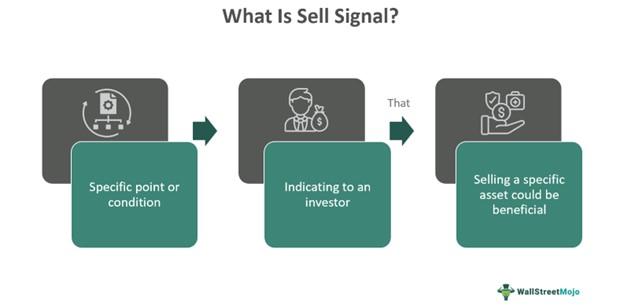 What Is Sell Signal?
Specific point or
condition
Indicating to an
investor
That
Selling a specific
asset could be
beneficial
WallStreetMojo